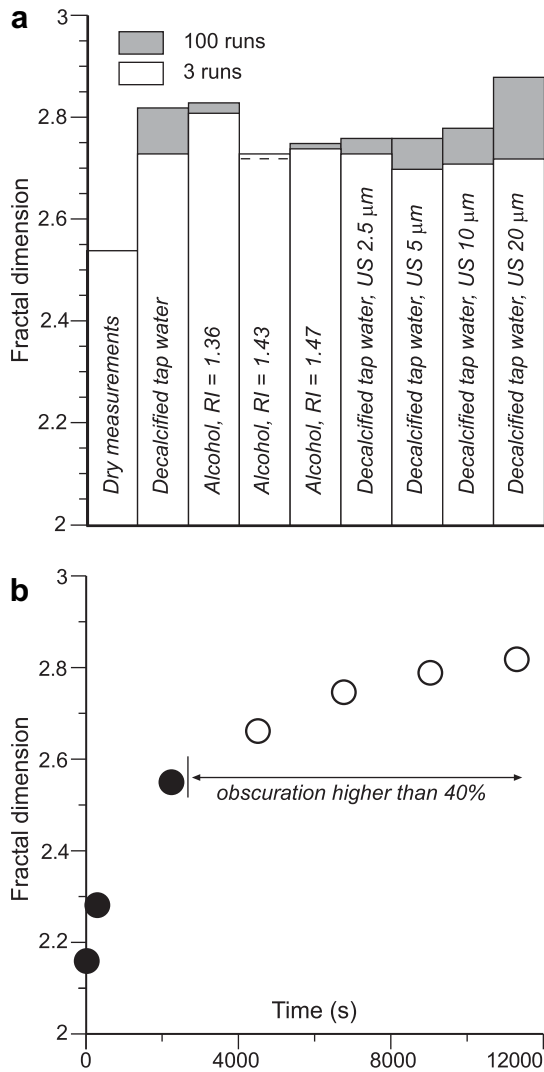 a
3
100 runs
3 runs
2.8
2.6
2.4
2.2
2
Fractal dimension
Dry measurements
Decalcified tap water
Alcohol, RI = 1.36
Alcohol, RI = 1.43
Alcohol, RI = 1.47
Decalcified tap water, US 2.5 μm
Decalcified tap water, US 5 μm
Decalcified tap water, US 10 μm
Decalcified tap water, US 20 μm
b
3
2.8
2.6
2.4
2.2
2
Fractal dimension
obscuration higher than 40%
Time (s)
0
4000
8000
12000